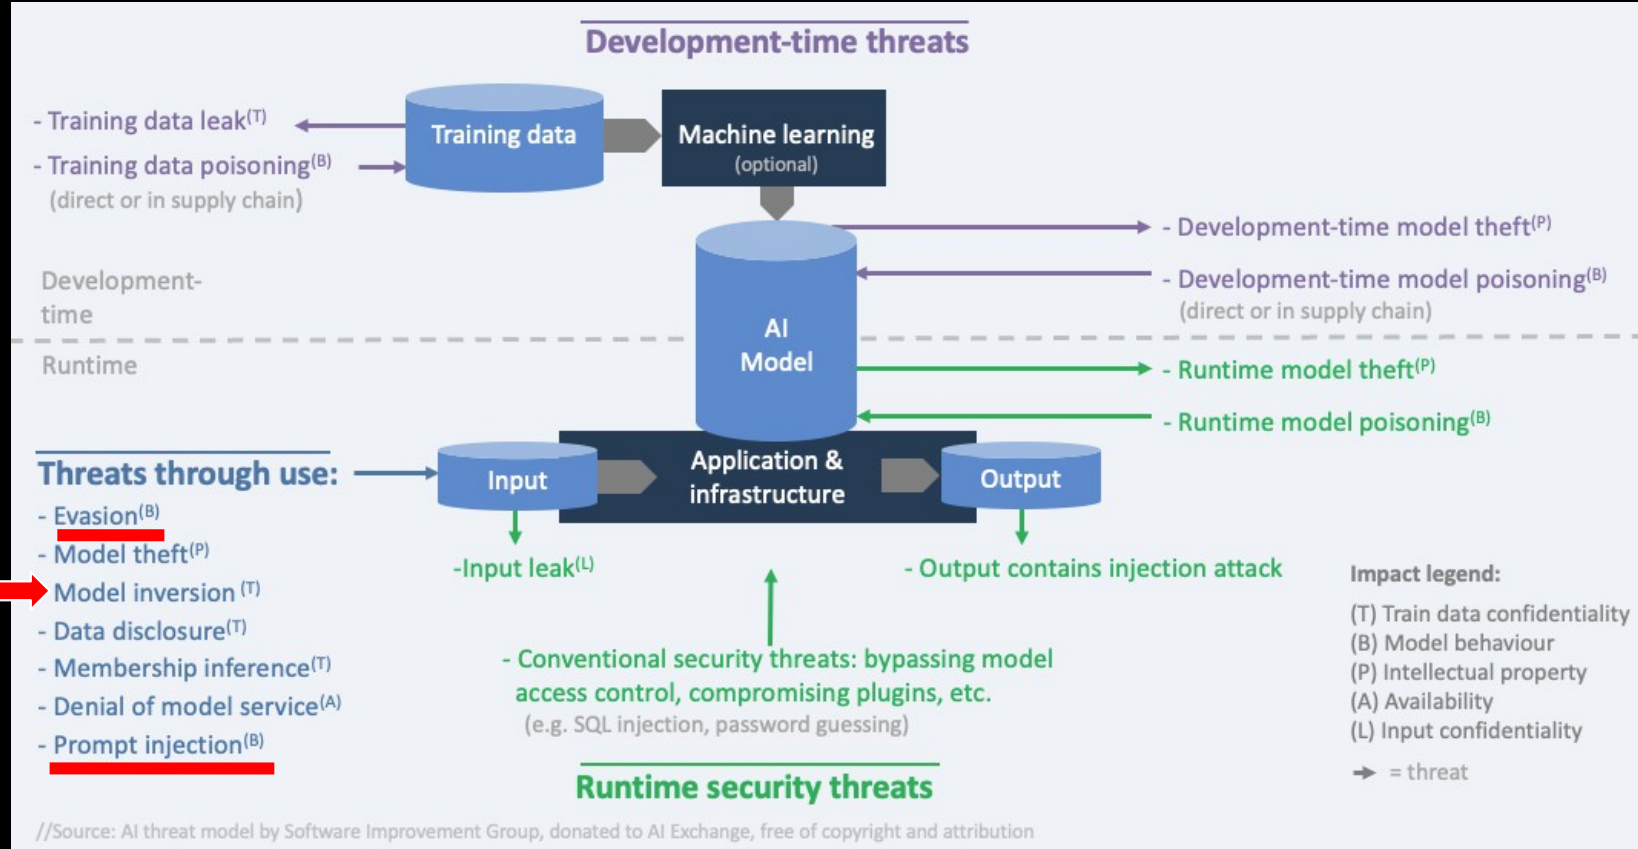 Development-time threats
- Training data leak(T)
- Training data poisoning(B)
(direct or in supply chain)
Training data
Machine learning
(optional)
- Development-time model theft(P)
- Development-time model poisoning(B)
(direct or in supply chain)
Development-
time
AI
Model
Runtime
- Runtime model theft(P)
- Runtime model poisoning(B)
Threats through use:
- Evasion(B)
- Model theft(P)
Model inversion (T)
- Data disclosure(T)
- Membership inference(T)
- Denial of model service(A)
- Prompt injection(B)
Input
Application &
infrastructure
Output
-Input leak(L)
- Output contains injection attack
- Conventional security threats: bypassing model
access control, compromising plugins, etc.
(e.g. SQL injection, password guessing)
Runtime security threats
Impact legend:
(T) Train data confidentiality
(B) Model behaviour
(P) Intellectual property
(A) Availability
(L) Input confidentiality
= threat
//Source: AI threat model by Software Improvement Group, donated to AI Exchange, free of copyright and attribution